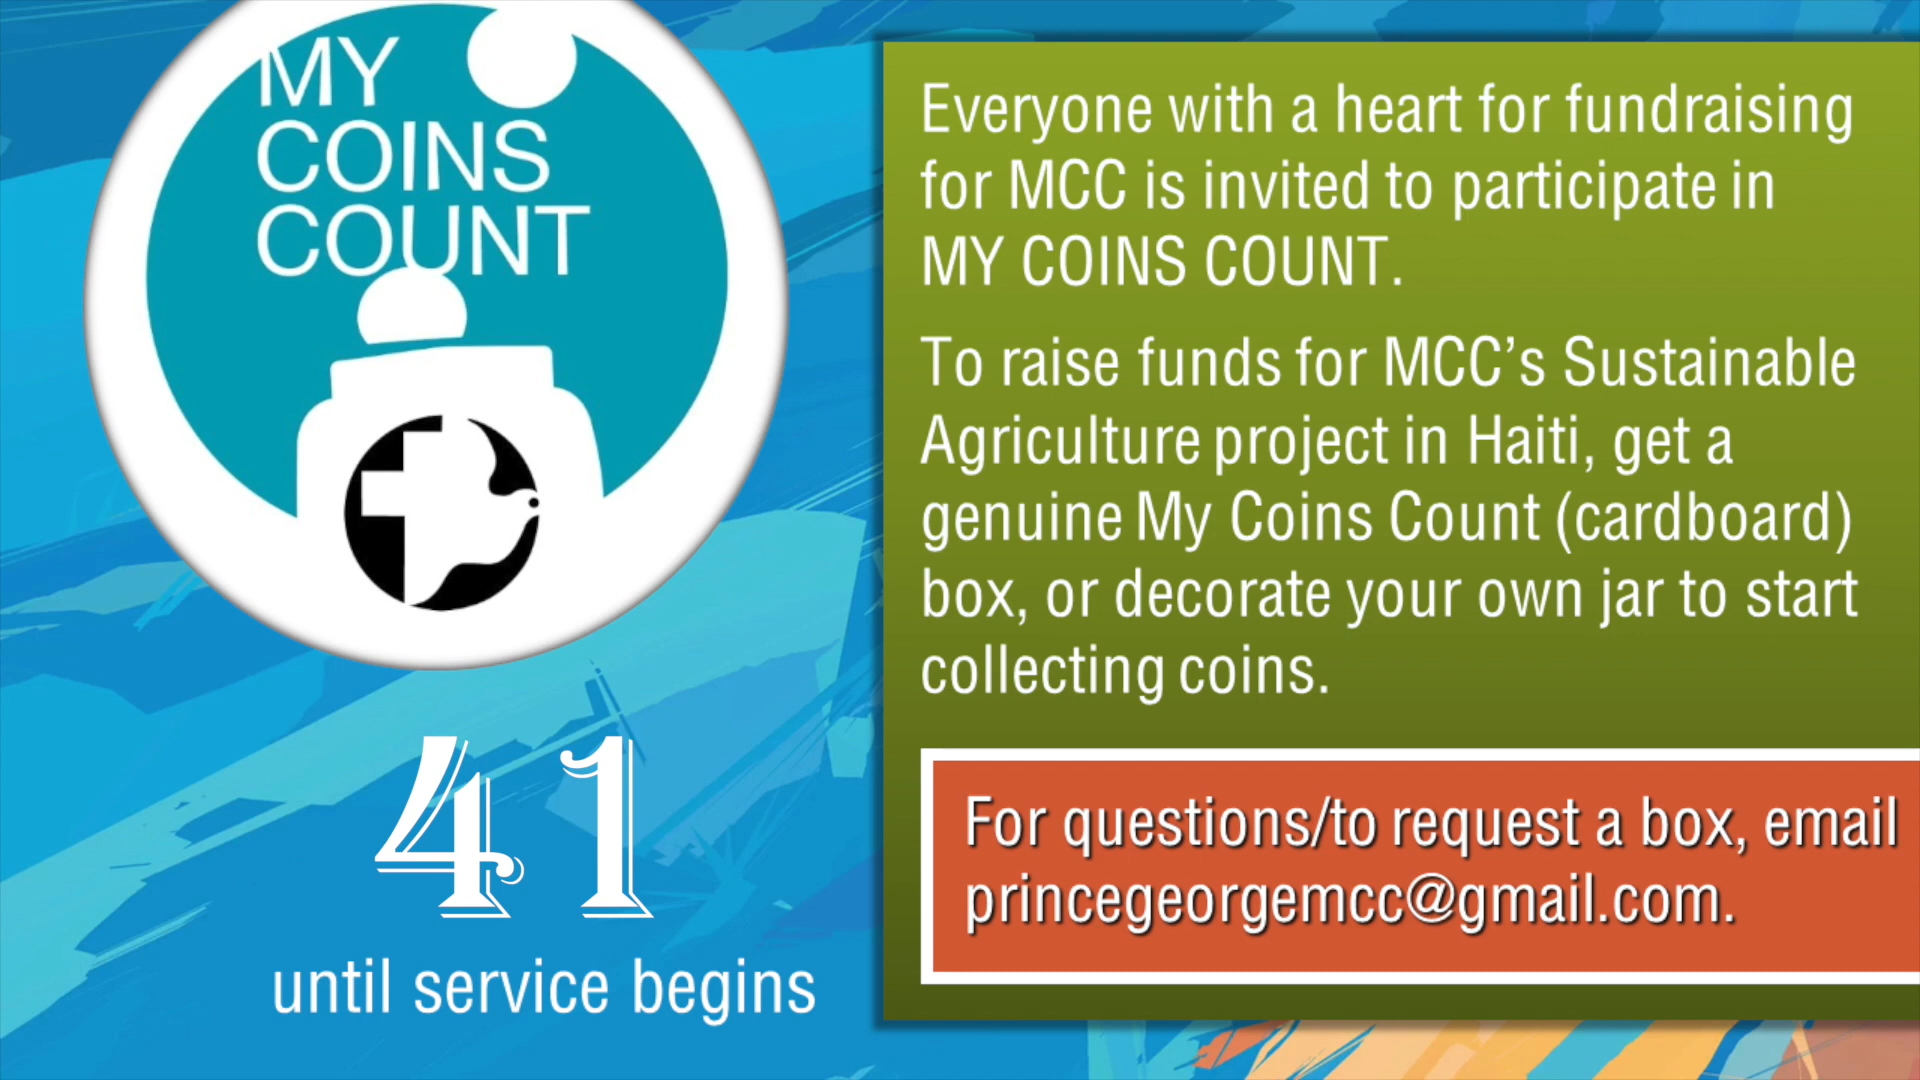 MY
COINS
COUNT
41
until service begins
Everyone with a heart for fundraising
for MCC is invited to participate in
MY COINS COUNT.
To raise funds for MCC’s Sustainable
Agriculture project in Haiti, get a
genuine My Coins Count (cardboard)
box, or decorate your own jar to start
collecting coins.
For questions/to request a box, email
princegeorgemcc@gmail.com.